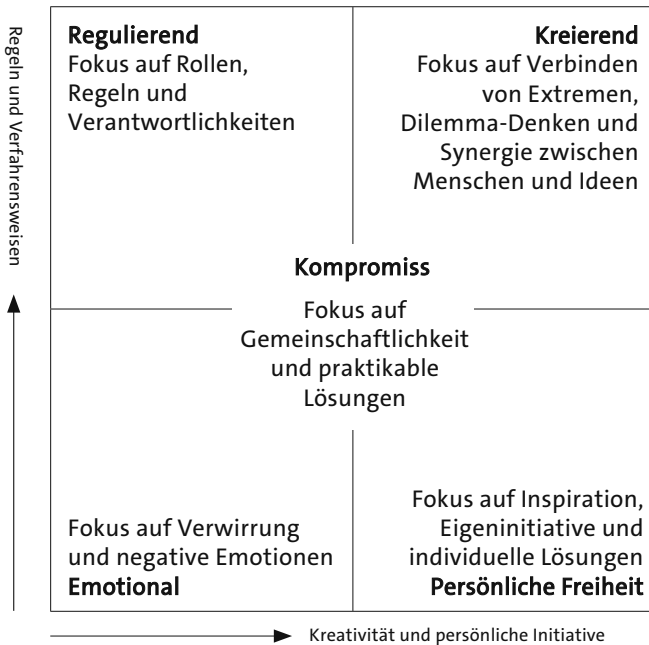 Regeln und Verfahrensweisen
Regulierend
Fokus auf Rollen,
Regeln und
Verantwortlichkeiten
Kreierend
Fokus auf Verbinden
von Extremen,
Dilemma-Denken und
Synergie zwischen
Menschen und Ideen
Kompromiss
Fokus auf
Gemeinschaftlichkeit
und praktikable
Lösungen
Fokus auf Verwirrung
und negative Emotionen
Emotional
Fokus auf Inspiration,
Eigeninitiative und
individuelle Lösungen
Persönliche Freiheit
Kreativität und persönliche Initiative